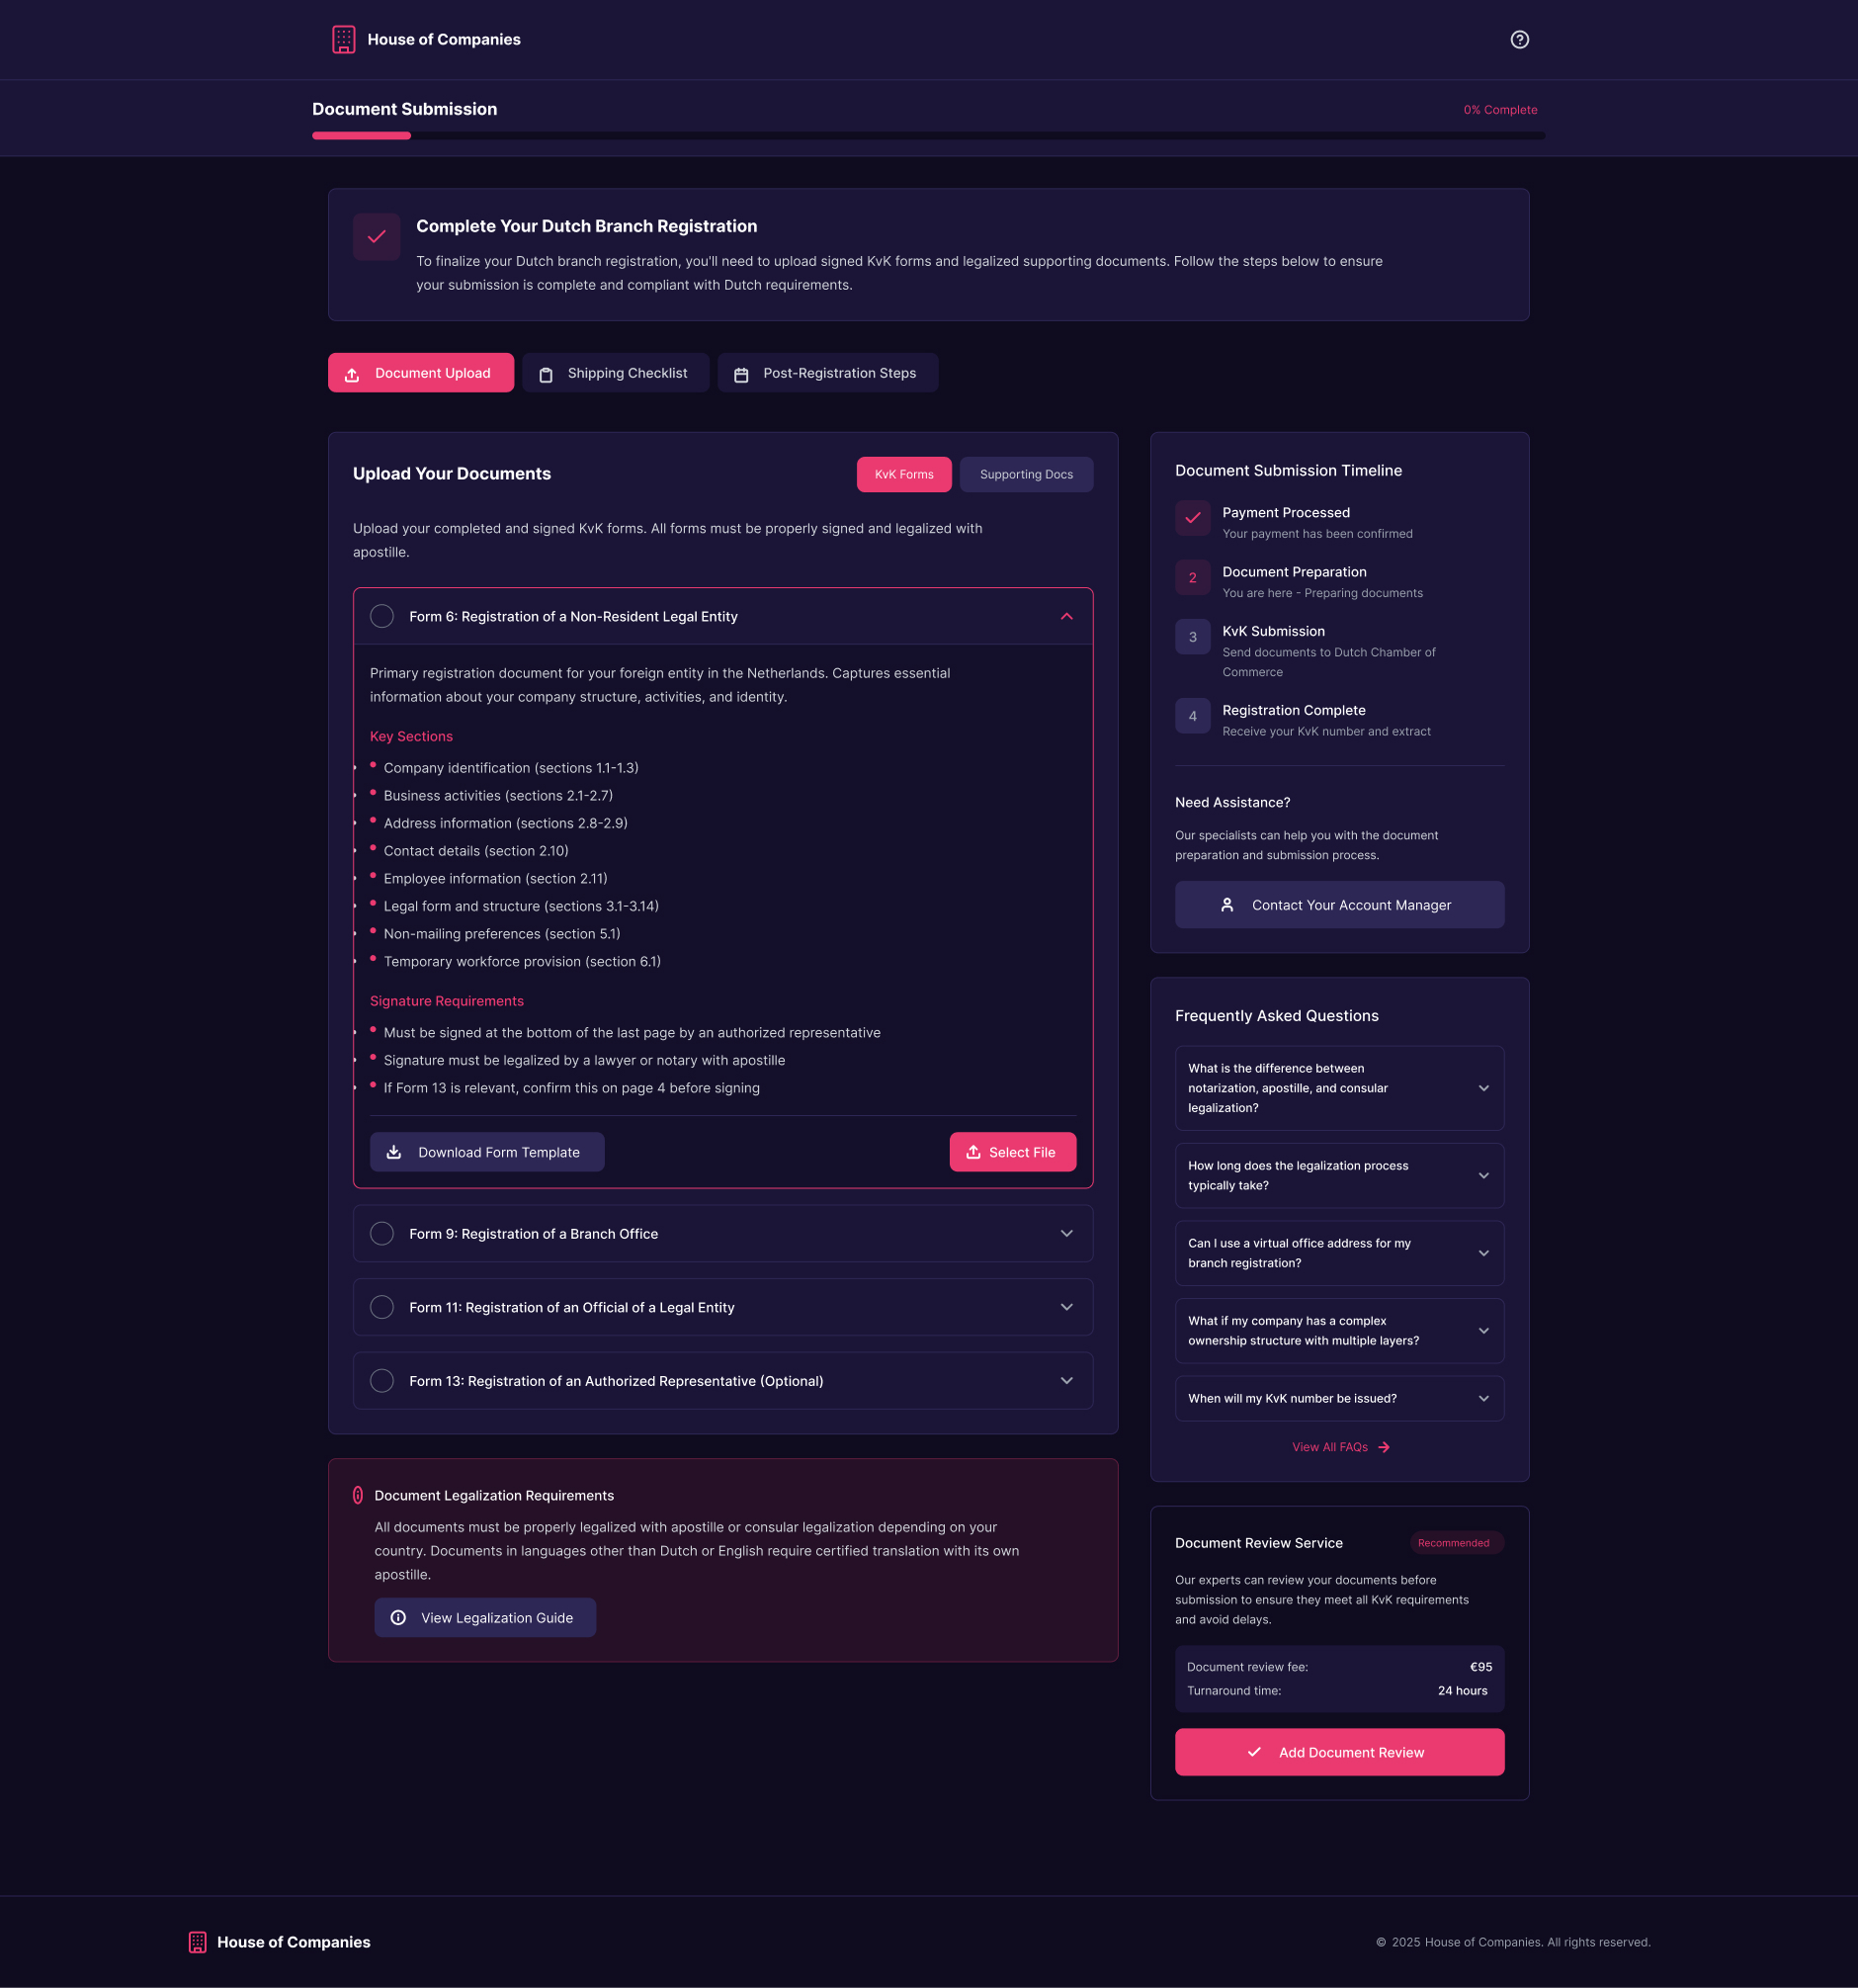 House of Companies
Document Submission
0% Complete
Complete Your Dutch Branch Registration
To finalize your Dutch branch registration, you'll need to upload signed KvK forms and legalized supporting documents. Follow the steps below to ensure
your submission is complete and compliant with Dutch requirements.
Document Upload
Shipping Checklist
Post-Registration Steps
Upload Your Documents
KvK Forms
Supporting Docs
Upload your completed and signed KvK forms. All forms must be properly signed and legalized with
apostille.
Form 6: Registration of a Non-Resident Legal Entity
Primary registration document for your foreign entity in the Netherlands. Captures essential
information about your company structure, activities, and identity.
Key Sections
Company identification (sections 1.1-1.3)
Business activities (sections 2.1-2.7)
Address information (sections 2.8-2.9)
Contact details (section 2.10)
Employee information (section 2.11)
Legal form and structure (sections 3.1-3.14)
Non-mailing preferences (section 5.1)
Temporary workforce provision (section 6.1)
Signature Requirements
Must be signed at the bottom of the last page by an authorized representative
Signature must be legalized by a lawyer or notary with apostille
If Form 13 is relevant, confirm this on page 4 before signing
Download Form Template
Select File
Form 9: Registration of a Branch Office
Form 11: Registration of an Official of a Legal Entity
Form 13: Registration of an Authorized Representative (Optional)
Document Legalization Requirements
All documents must be properly legalized with apostille or consular legalization depending on your
country. Documents in languages other than Dutch or English require certified translation with its own
apostille.
View Legalization Guide
Document Submission Timeline
Payment Processed
Your payment has been confirmed
2
Document Preparation
You are here - Preparing documents
3
KvK Submission
Send documents to Dutch Chamber of
Commerce
4
Registration Complete
Receive your KvK number and extract
Need Assistance?
Our specialists can help you with the document
preparation and submission process.
Contact Your Account Manager
Frequently Asked Questions
What is the difference between
notarization, apostille, and consular
legalization?
How long does the legalization process
typically take?
Can I use a virtual office address for my
branch registration?
What if my company has a complex
ownership structure with multiple layers?
When will my KvK number be issued?
View All FAQs
Document Review Service
Recommended
Our experts can review your documents before
submission to ensure they meet all KvK requirements
and avoid delays.
Document review fee: €95
Turnaround time: 24 hours
Add Document Review
House of Companies
© 2025 House of Companies. All rights reserved.